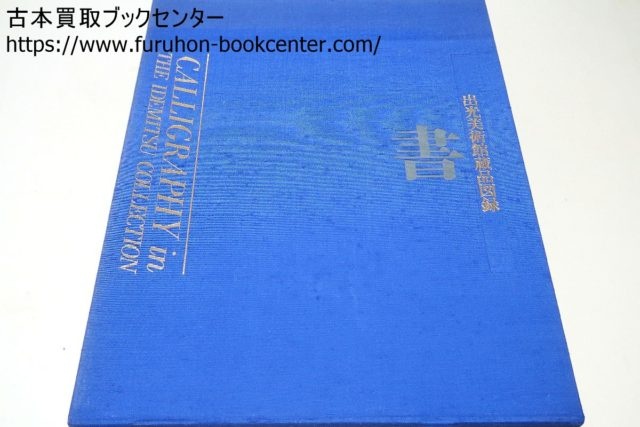 古本買取ブックセンター
https://www.furuhon-bookcenter.com/
出光美術館蔵品図録
書
CALLIGRAPHY in
THE IDEMITSU COLLECTION